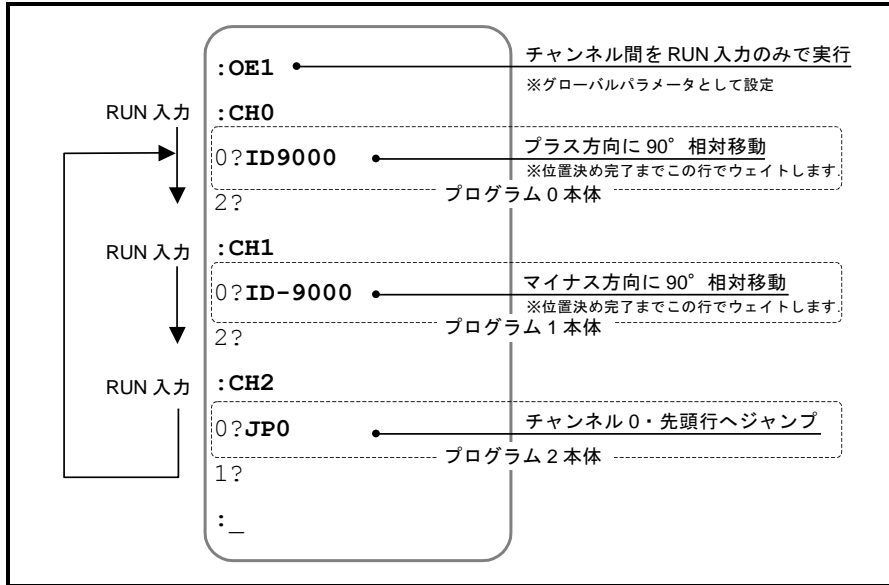 :OE1
チャンネル間を RUN 入力のみで実行
※グローバルパラメータとして設定
RUN 入力
:CH0
0?ID9000
プラス方向に 90° 相対移動
※位置決め完了までこの行でウェイトします.
プログラム 0 本体
2?
RUN 入力
:CH1
0?ID-9000
マイナス方向に 90° 相対移動
※位置決め完了までこの行でウェイトします.
プログラム 1 本体
2?
RUN 入力
:CH2
0?JP0
チャンネル 0・先頭行へジャンプ
プログラム 2 本体
1?
:_